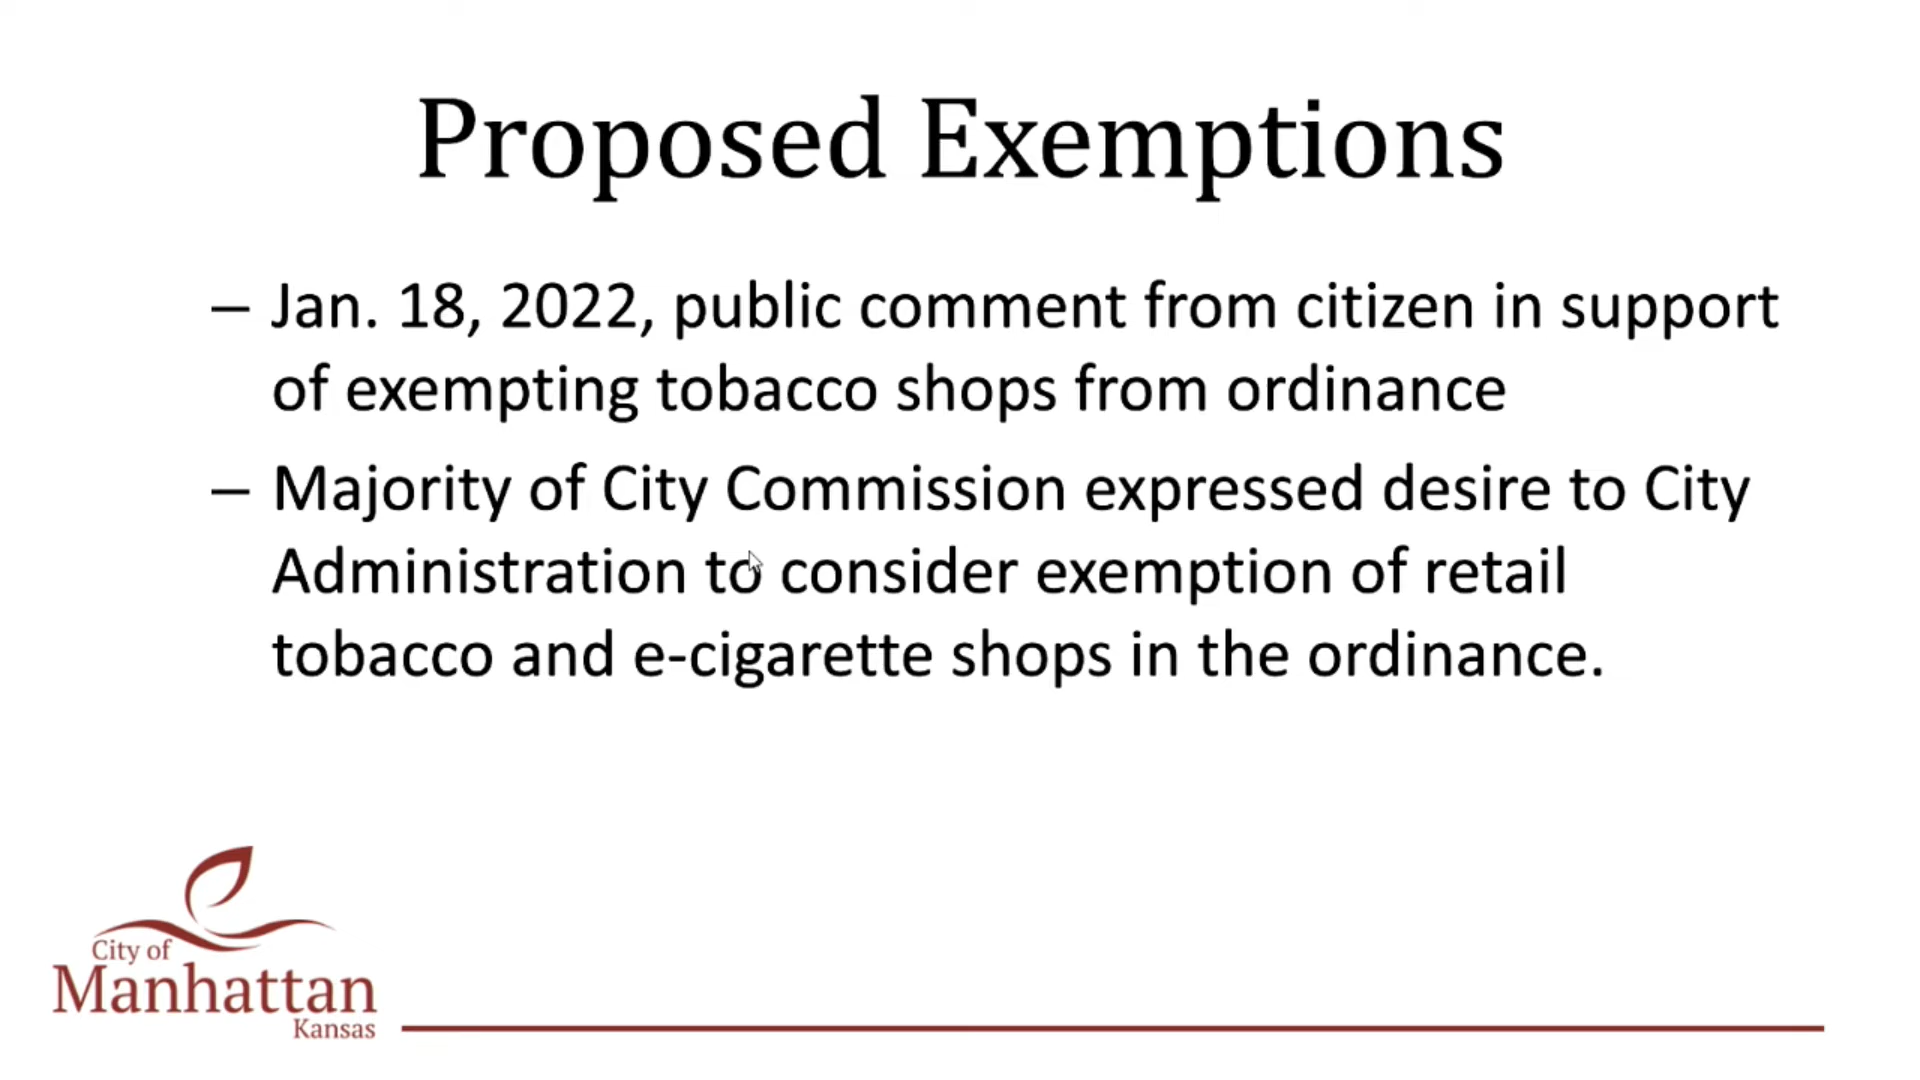 Proposed Exemptions
– Jan. 18, 2022, public comment from citizen in support
of exempting tobacco shops from ordinance
– Majority of City Commission expressed desire to City
Administration to consider exemption of retail
tobacco and e-cigarette shops in the ordinance.
City of
Manhattan
Kansas